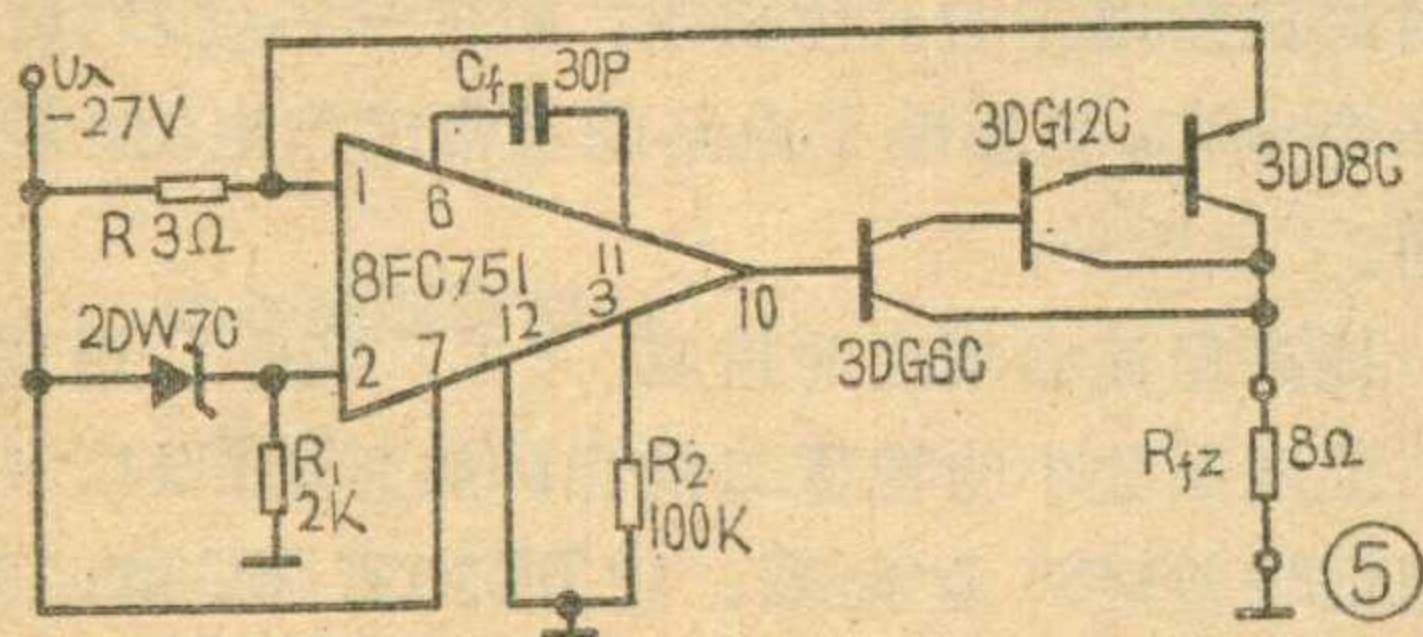 U入
-27V
Cf 30P
3DG12C
3DD8C
R 3Ω
1
6
8FC751
11
3
12
10
2DW7C
2
7
3DG6C
R1
2K
R2
100K
Rfz 8Ω
⑤